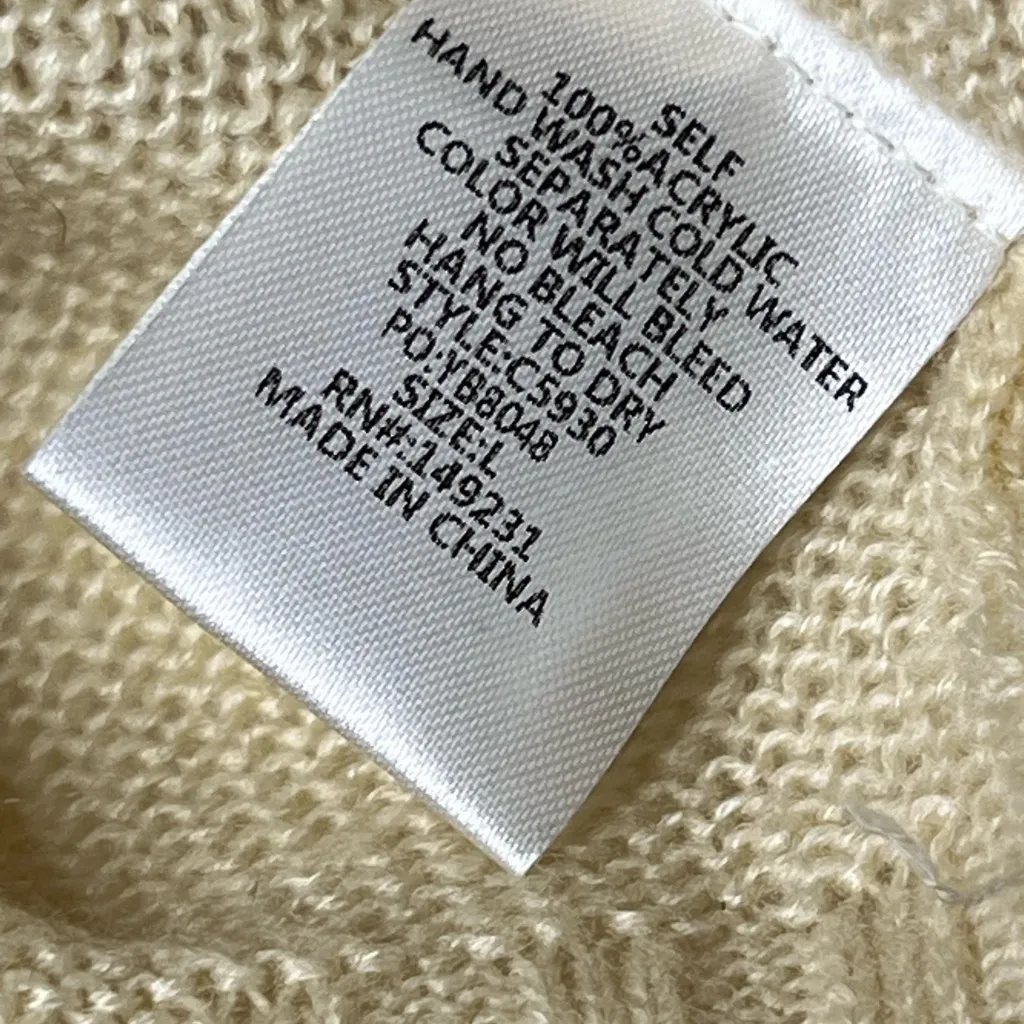 SELF
100%ACRYLIC
HAND WASH COLD WATER
SEPARATELY
COLOR WILL BLEED
NO BLEACH
HANG TO DRY
STYLE:C5930
PO:YB8048
SIZE:L
RN#:149231
MADE IN CHINA